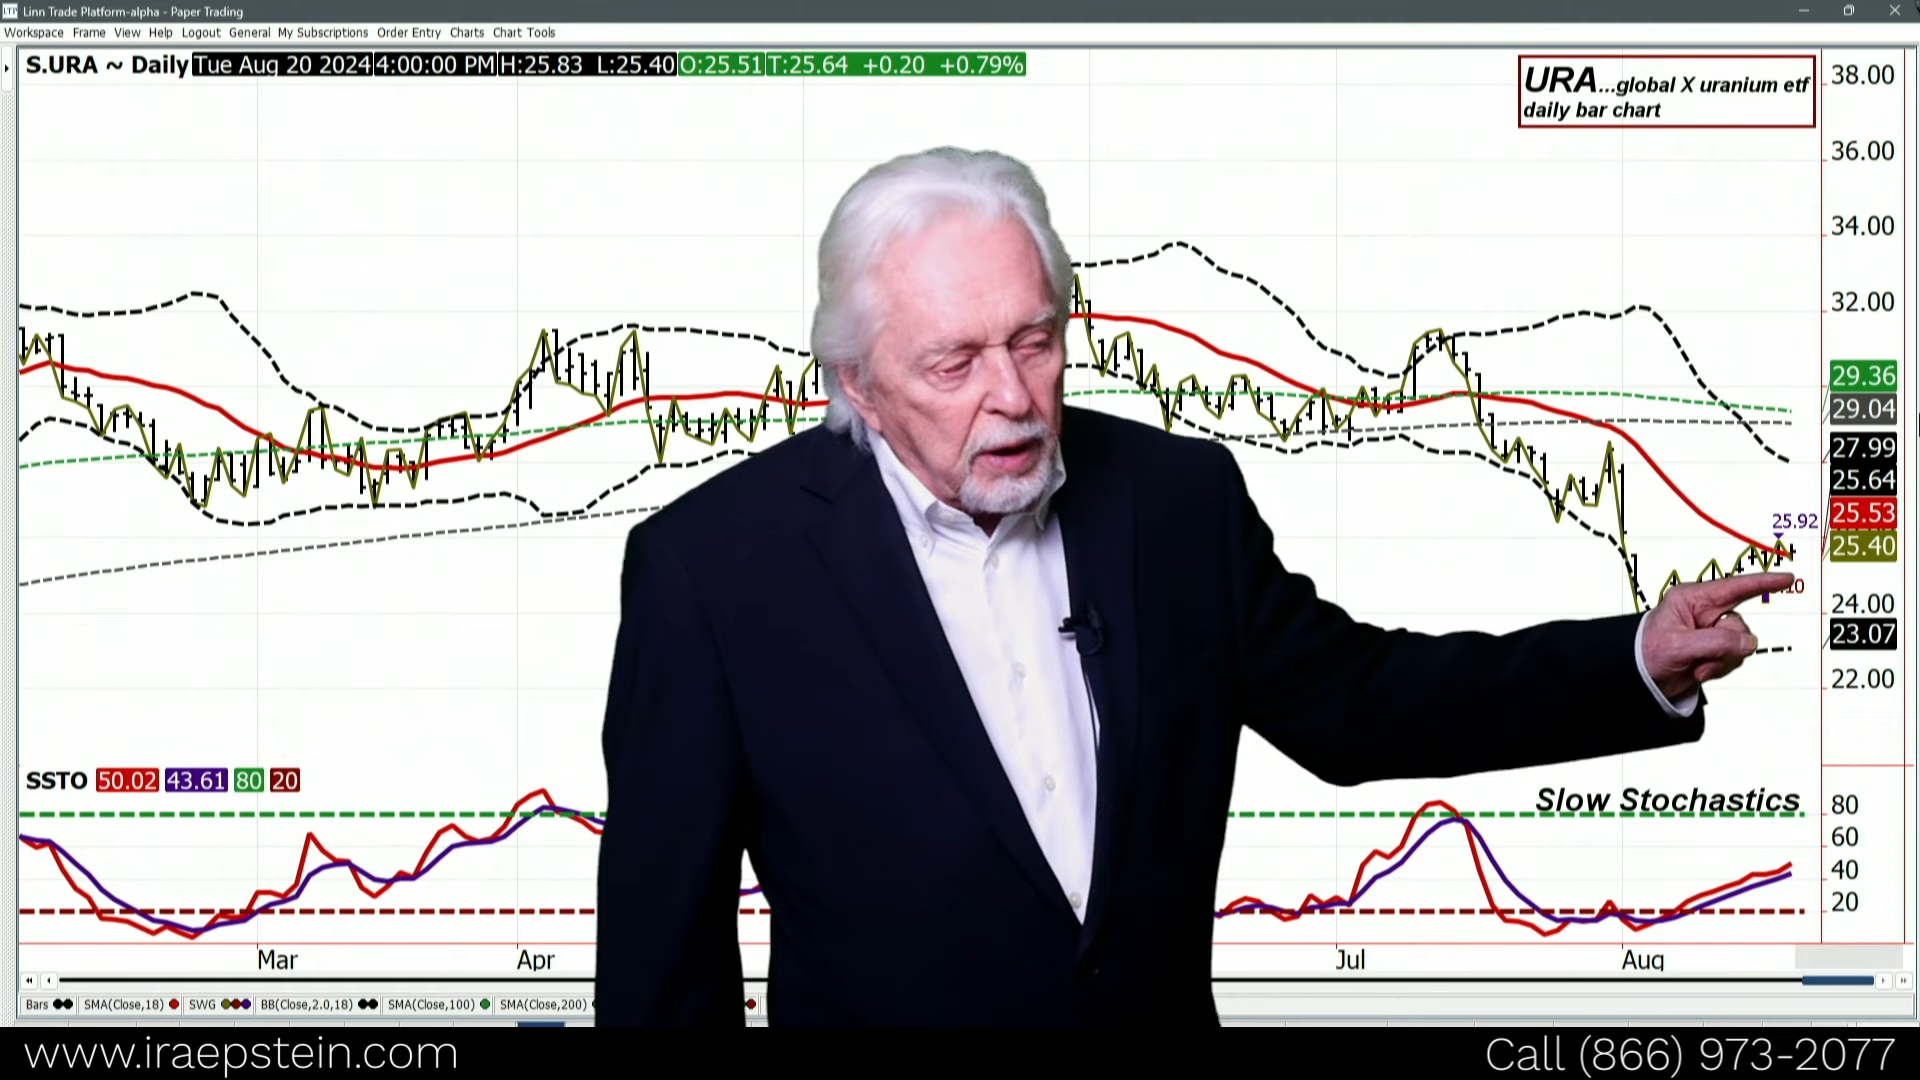 Linn Trade Platform-alpha - Paper Trading
Workspace Frame View Help Logout General My Subscriptions Order Entry Charts Chart Tools
S.URA ~ Daily Tue Aug 20 2024 4:00:00 PM H:25.83 L:25.40 O:25.51 T:25.64 +0.20 +0.79%
URA...global X uranium etf
daily bar chart
38.00
36.00
34.00
32.00
29.36
29.04
27.99
25.64
25.53
25.40
24.00
23.07
22.00
25.92
SSTO 50.02 43.61 80 20
Slow Stochastics
80
60
40
20
Mar Apr Jul Aug
Bars SMA(Close,18) SWG BB(Close,2.0,18) SMA(Close,100) SMA(Close,200)
www.iraepstein.com
Call (866) 973-2077